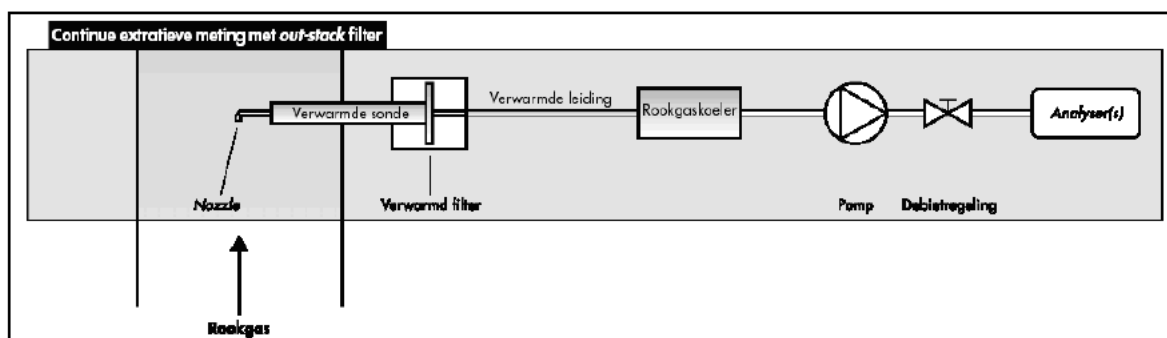 Continue extratieve meting met out-stack filter
Verwarmde sonde
Verwarmde leiding
Rookgaskoeler
Analyser(s)
Nozzle
Verwarmd filter
Pomp
Debietregeling
Rookgas